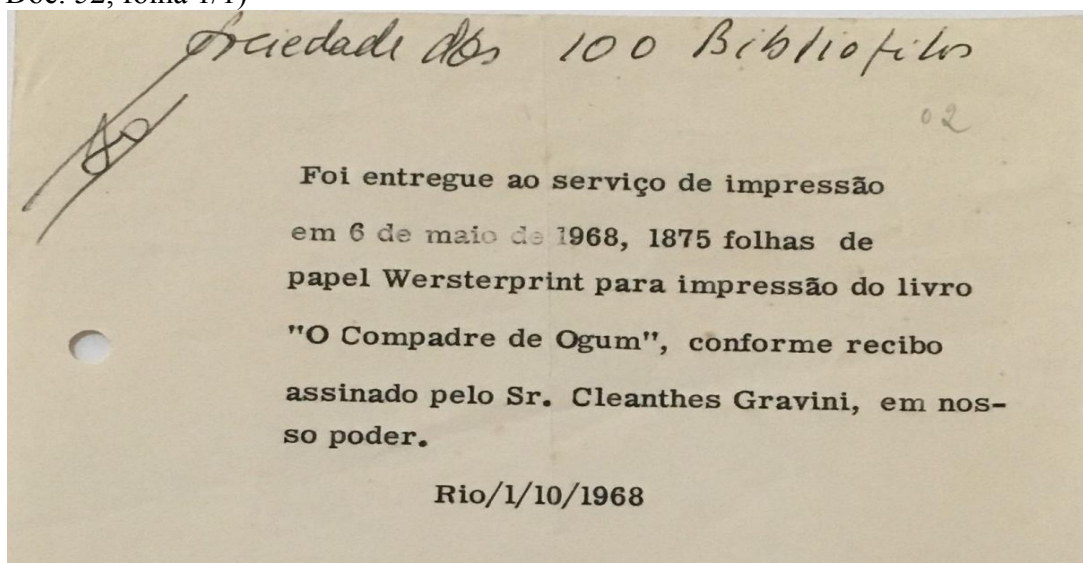 Doc. 52, folha 1/1)
Sociedade dos 100 Bibliofilos
02
Foi entregue ao serviço de impressão
em 6 de maio de 1968, 1875 folhas de
papel Wersterprint para impressão do livro
"O Compadre de Ogum", conforme recibo
assinado pelo Sr. Cleanthes Gravini, em nos-
so poder.
Rio/1/10/1968